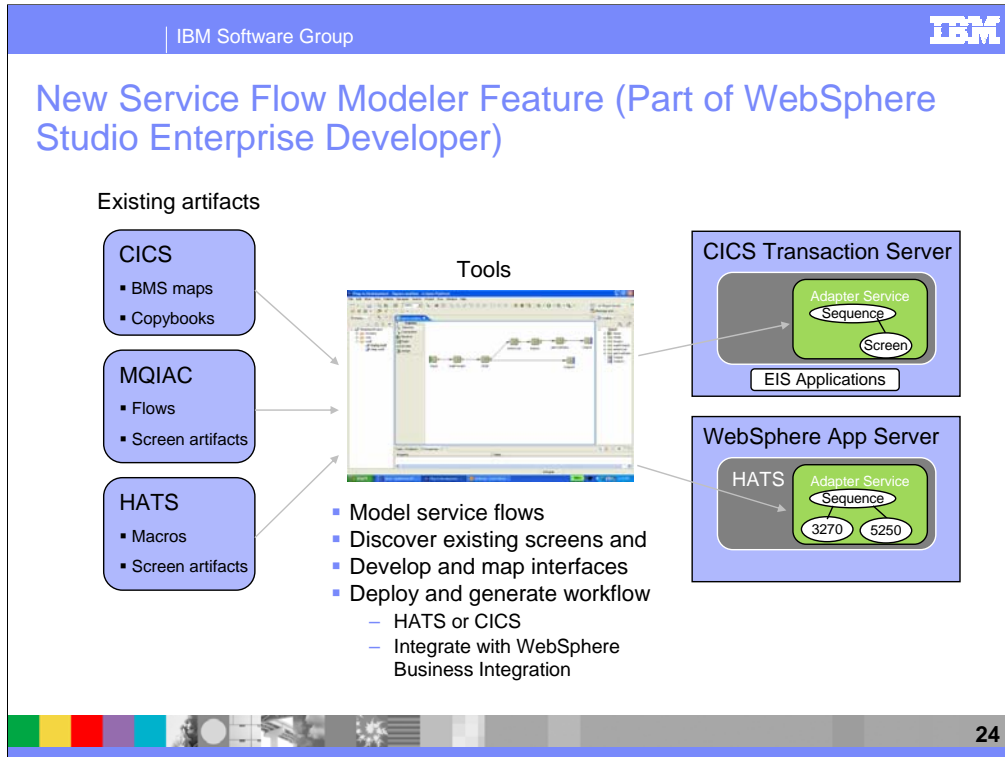 IBM Software Group
IBM
New Service Flow Modeler Feature (Part of WebSphere
Studio Enterprise Developer)
Existing artifacts
CICS
▪ BMS maps
▪ Copybooks
MQIAC
▪ Flows
▪ Screen artifacts
HATS
▪ Macros
▪ Screen artifacts
Tools
▪ Model service flows
▪ Discover existing screens and
▪ Develop and map interfaces
▪ Deploy and generate workflow
– HATS or CICS
– Integrate with WebSphere
Business Integration
CICS Transaction Server
Adapter Service
Sequence
Screen
EIS Applications
WebSphere App Server
HATS
Adapter Service
Sequence
3270
5250
24